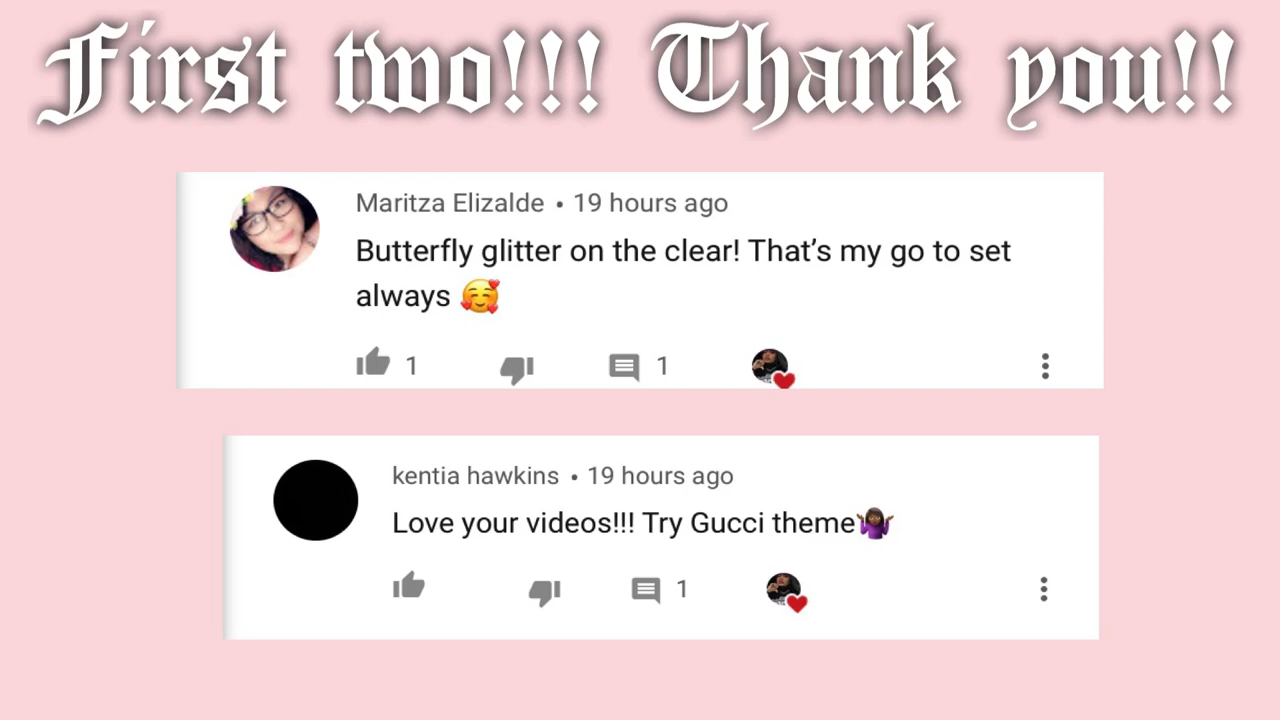 First two!!! Thank you!!
Maritza Elizalde • 19 hours ago
Butterfly glitter on the clear! That’s my go to set
always 🥰
1
1
kentia hawkins • 19 hours ago
Love your videos!!! Try Gucci theme🤷🏾‍♀️
1